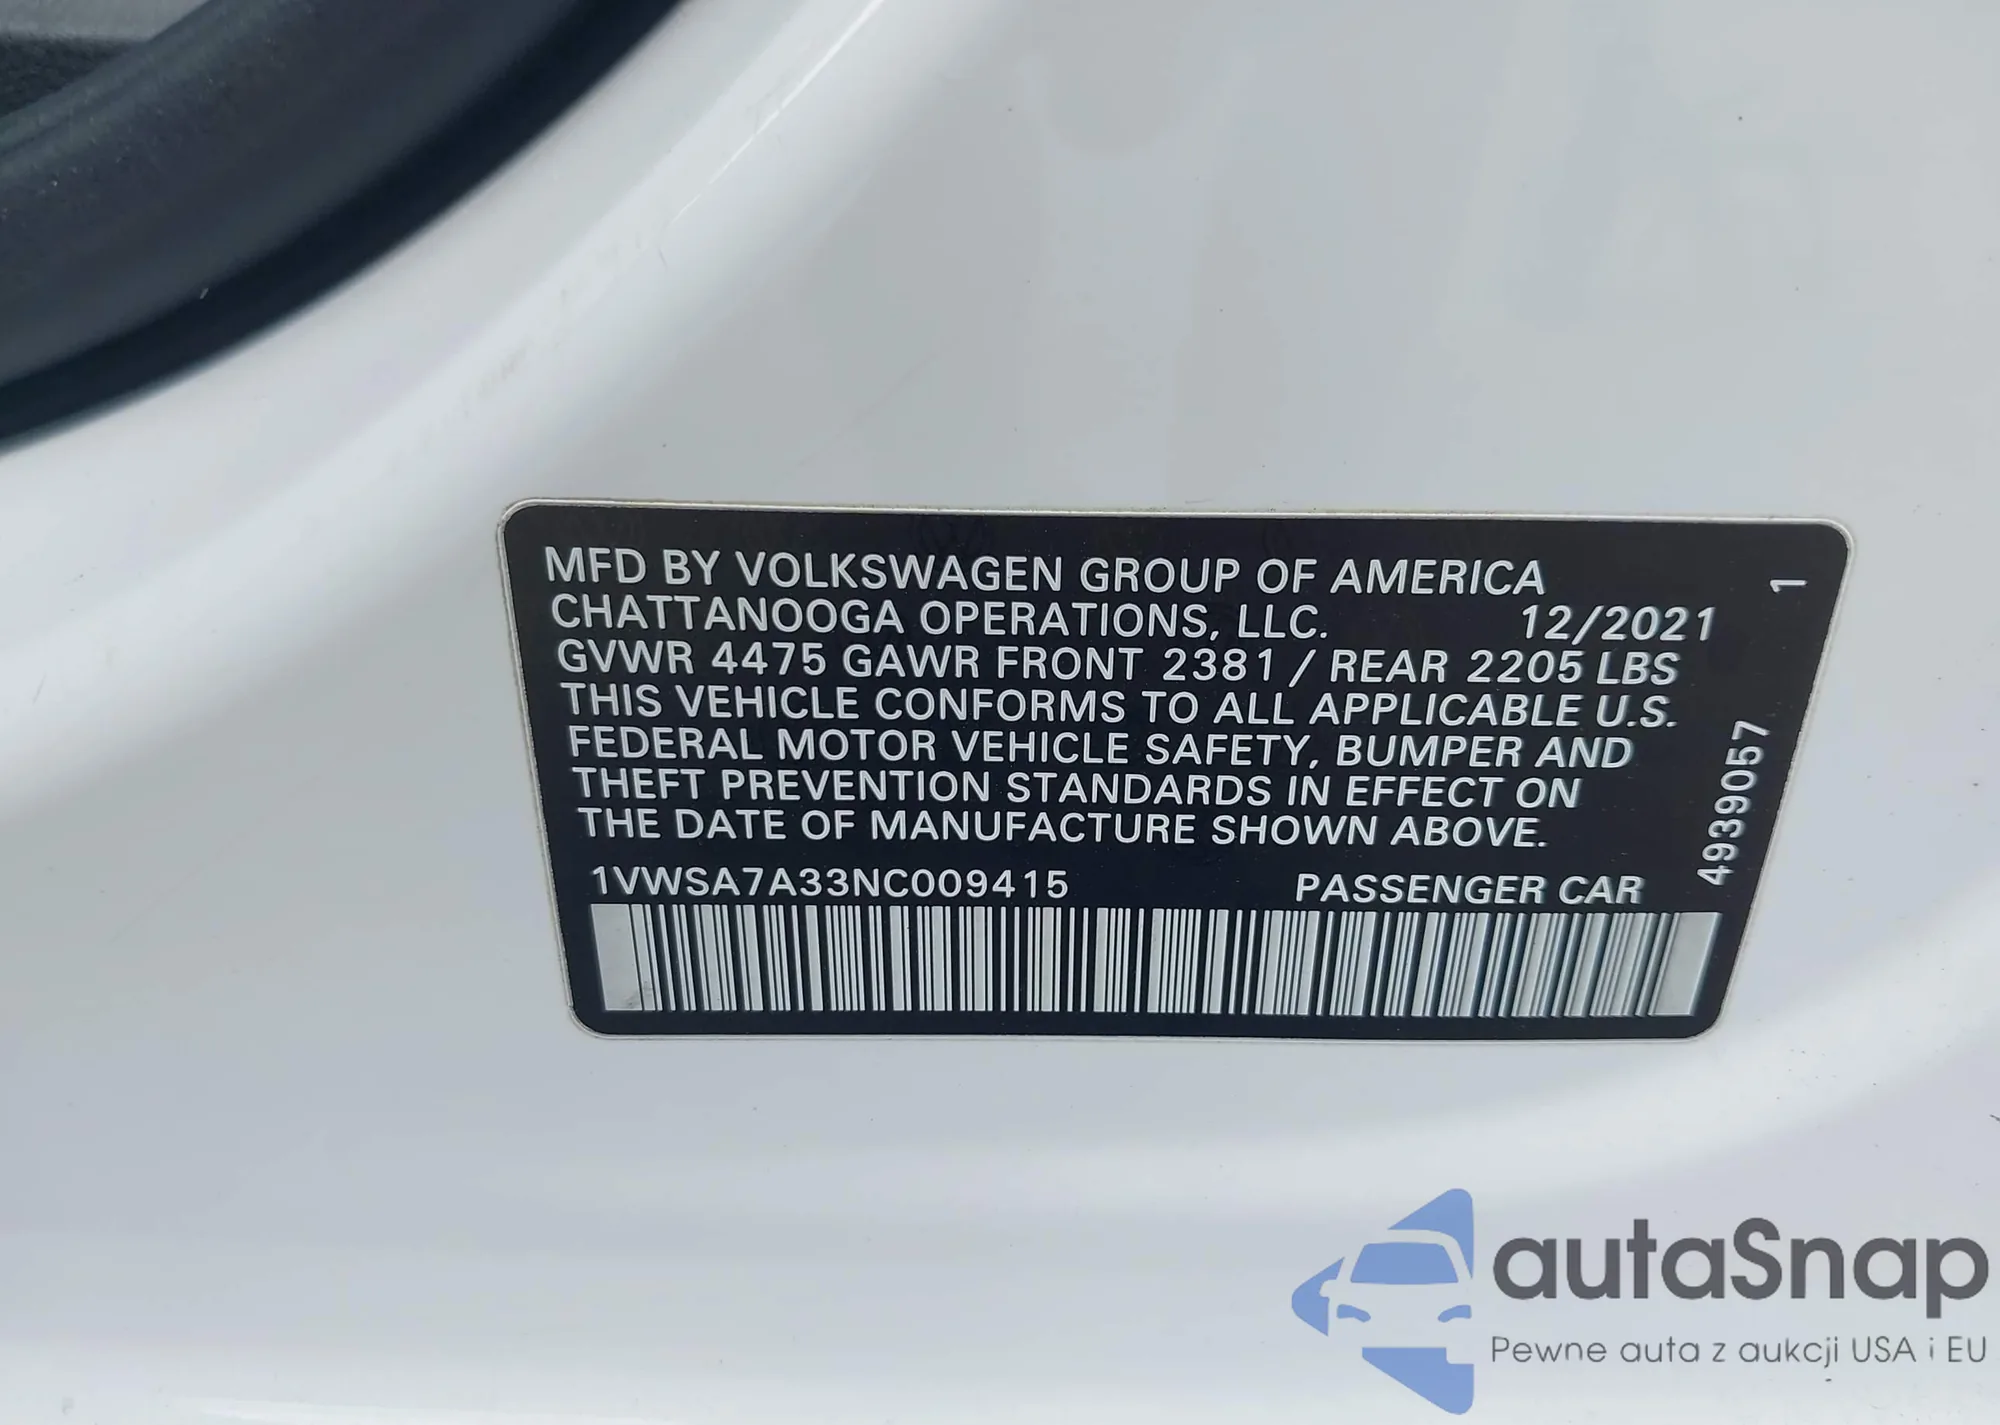 MFD BY VOLKSWAGEN GROUP OF AMERICA
CHATTANOOGA OPERATIONS, LLC. 12/2021
GVWR 4475 GAWR FRONT 2381 / REAR 2205 LBS
THIS VEHICLE CONFORMS TO ALL APPLICABLE U.S.
FEDERAL MOTOR VEHICLE SAFETY, BUMPER AND
THEFT PREVENTION STANDARDS IN EFFECT ON
THE DATE OF MANUFACTURE SHOWN ABOVE.
1VWSA7A33NC009415 PASSENGER CAR
4939057 1
autaSnap
Pewne auta z aukcji USA i EU